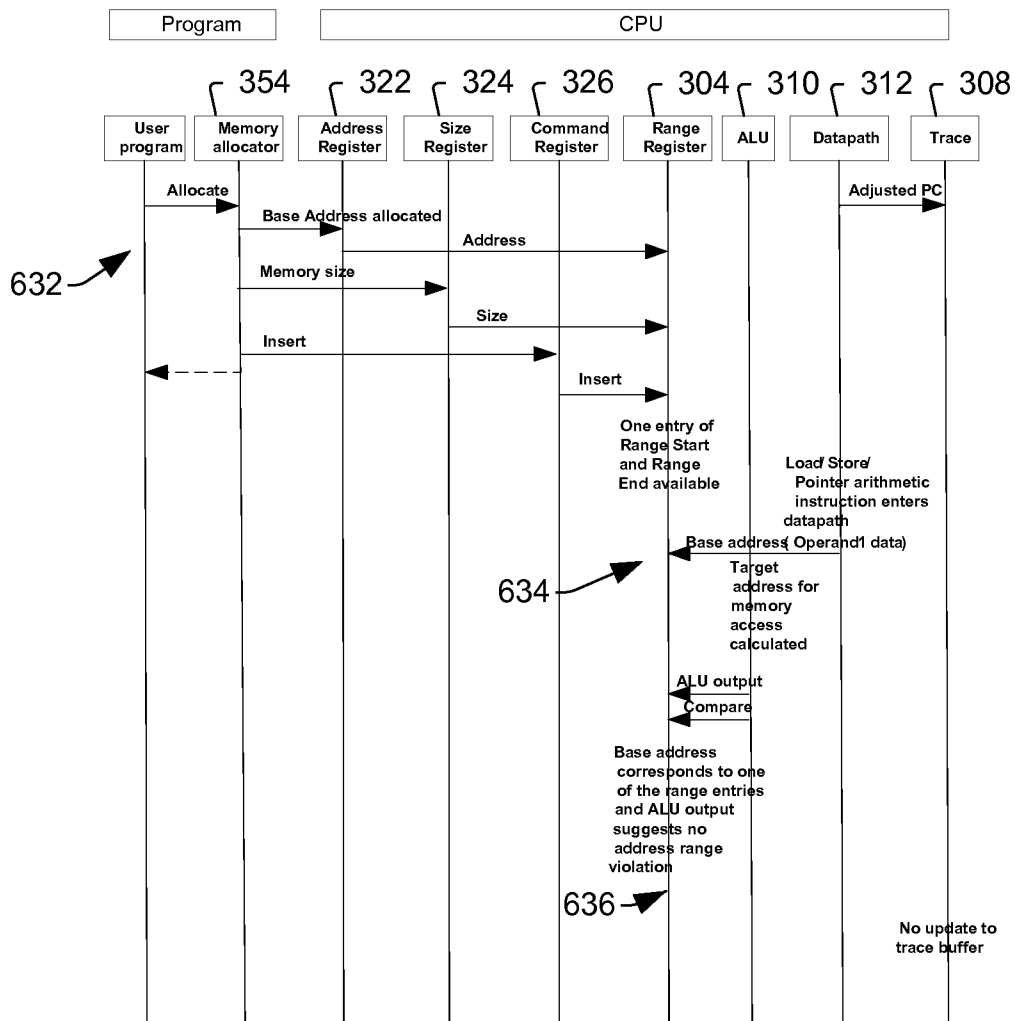 Program
CPU
354
322
324
326
304
310
312
308
User
program
Memory
allocator
Address
Register
Size
Register
Command
Register
Range
Register
ALU
Datapath
Trace
Allocate
Adjusted PC
Base Address allocated
Address
632
Memory size
Size
Insert
Insert
One entry of
Range Start
and Range
End available
Load/ Store/
Pointer arithmetic
instruction enters
datapath
Base address( Operand1 data)
634
Target
address for
memory
access
calculated
ALU output
Compare
Base address
corresponds to one
of the range entries
and ALU output
suggests no
address range
violation
636
No update to
trace buffer